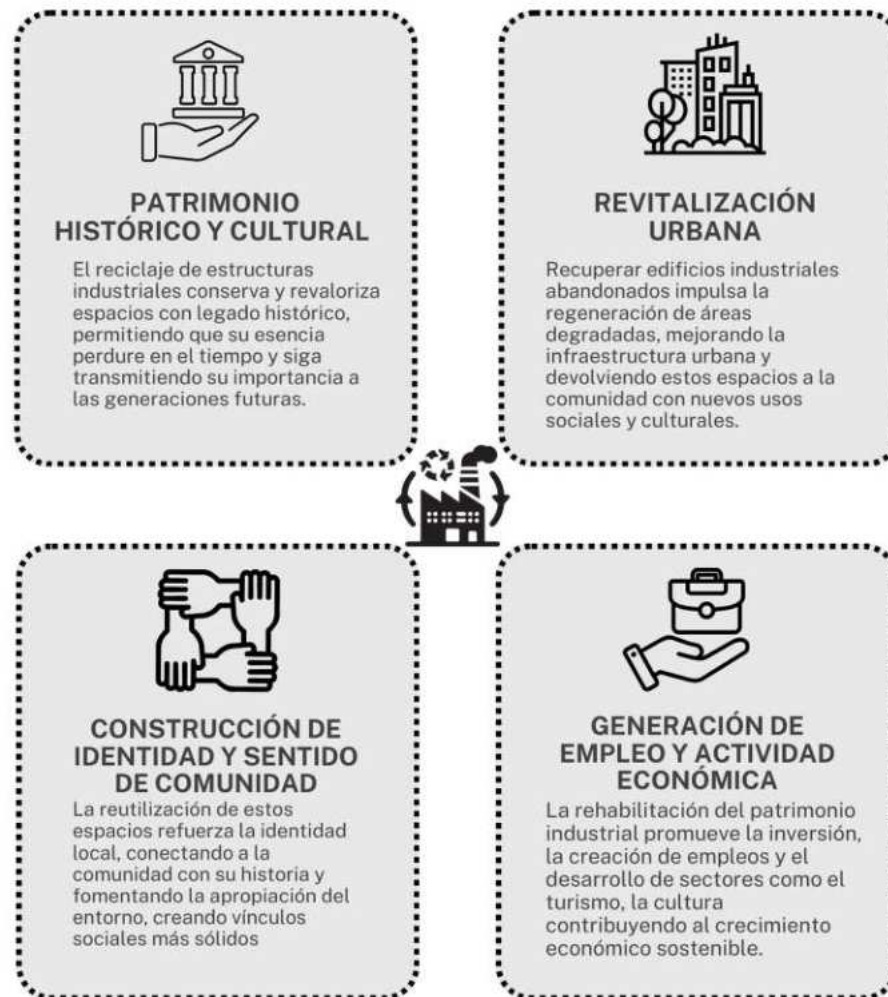 PATRIMONIO
HISTÓRICO Y CULTURAL
El reciclaje de estructuras
industriales conserva y revaloriza
espacios con legado histórico,
permitiendo que su esencia
perdure en el tiempo y siga
transmitiendo su importancia a
las generaciones futuras.
REVITALIZACIÓN
URBANA
Recuperar edificios industriales
abandonados impulsa la
regeneración de áreas
degradadas, mejorando la
infraestructura urbana y
devolviendo estos espacios a la
comunidad con nuevos usos
sociales y culturales.
CONSTRUCCIÓN DE
IDENTIDAD Y SENTIDO
DE COMUNIDAD
La reutilización de estos
espacios refuerza la identidad
local, conectando a la
comunidad con su historia y
fomentando la apropiación del
entorno, creando vínculos
sociales más sólidos
GENERACIÓN DE
EMPLEO Y ACTIVIDAD
ECONÓMICA
La rehabilitación del patrimonio
industrial promueve la inversión,
la creación de empleos y el
desarrollo de sectores como el
turismo, la cultura
contribuyendo al crecimiento
económico sostenible.